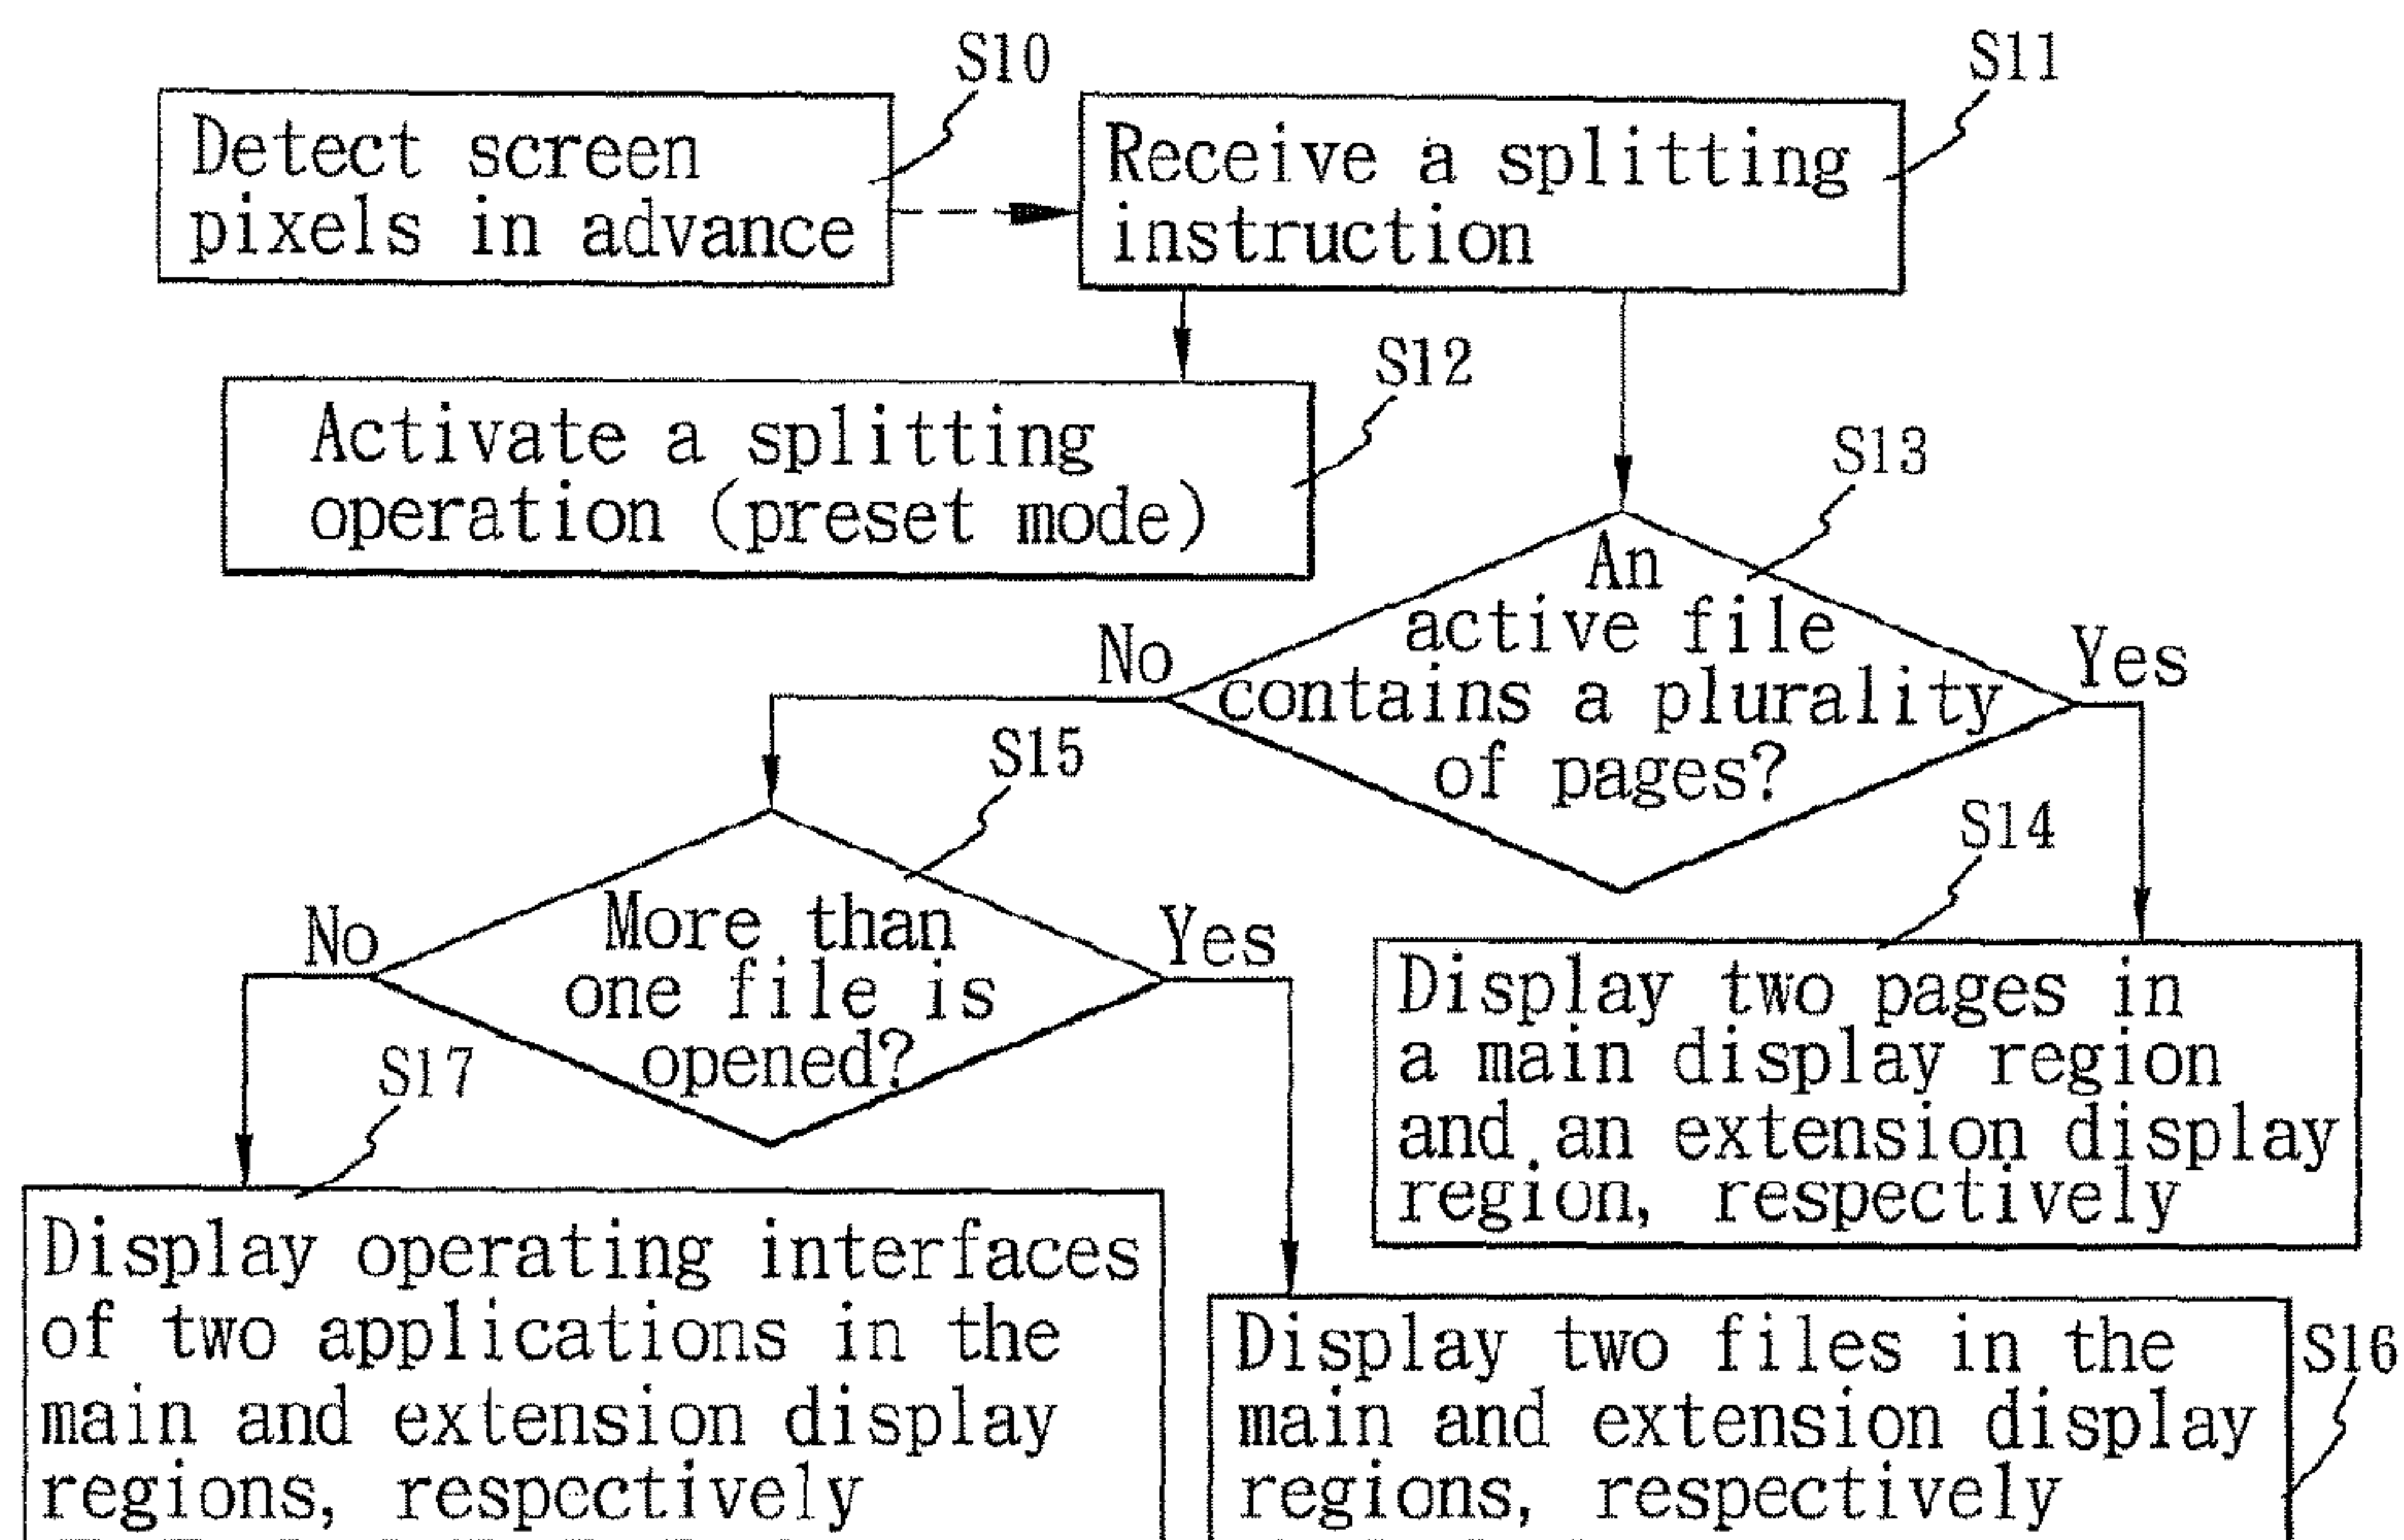 S10
Detect screen
pixels in advance
S11
Receive a splitting
instruction
S12
Activate a splitting
operation (preset mode)
S13
An
active file
contains a plurality
of pages?
No
Yes
S15
More than
one file is
opened?
No
Yes
S14
Display two pages in
a main display region
and an extension display
region, respectively
S17
Display operating interfaces
of two applications in the
main and extension display
regions, respectively
S16
Display two files in the
main and extension display
regions, respectively